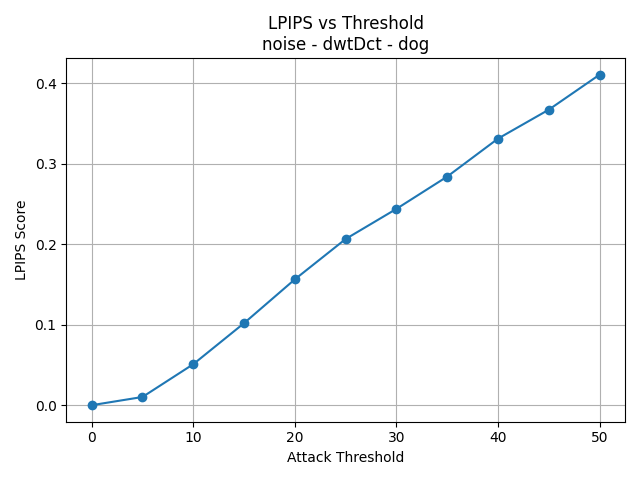 LPIPS vs Threshold
noise - dwtDct - dog
0.4
0.3
0.2
0.1
0.0
LPIPS Score
0 10 20 30 40 50
Attack Threshold